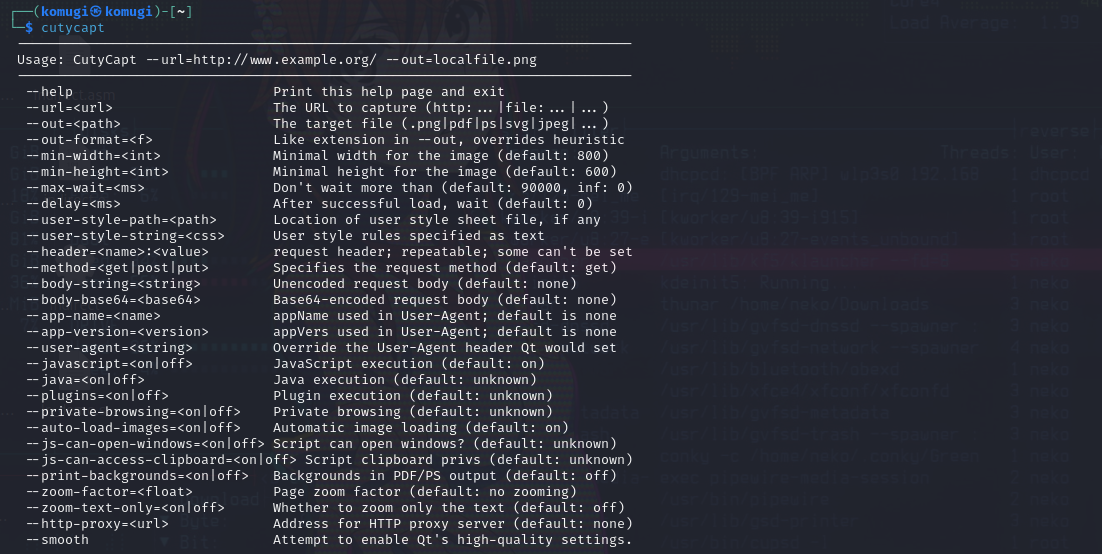 ┌──(komugi㉿komugi)-[~]
└─$ cutycapt
-----------------------------------------------------------------------------
Usage: CutyCapt --url=http://www.example.org/ --out=localfile.png
-----------------------------------------------------------------------------
--help Print this help page and exit
--url=<url> The URL to capture (http:...|file:...|...)
--out=<path> The target file (.png|pdf|ps|svg|jpeg|...)
--out-format=<f> Like extension in --out, overrides heuristic
--min-width=<int> Minimal width for the image (default: 800)
--min-height=<int> Minimal height for the image (default: 600)
--max-wait=<ms> Don't wait more than (default: 90000, inf: 0)
--delay=<ms> After successful load, wait (default: 0)
--user-style-path=<path> Location of user style sheet file, if any
--user-style-string=<css> User style rules specified as text
--header=<name>:<value> request header; repeatable; some can't be set
--method=<get|post|put> Specifies the request method (default: get)
--body-string=<string> Unencoded request body (default: none)
--body-base64=<base64> Base64-encoded request body (default: none)
--app-name=<name> appName used in User-Agent; default is none
--app-version=<version> appVers used in User-Agent; default is none
--user-agent=<string> Override the User-Agent header Qt would set
--javascript=<on|off> JavaScript execution (default: on)
--java=<on|off> Java execution (default: unknown)
--plugins=<on|off> Plugin execution (default: unknown)
--private-browsing=<on|off> Private browsing (default: unknown)
--auto-load-images=<on|off> Automatic image loading (default: on)
--js-can-open-windows=<on|off> Script can open windows? (default: unknown)
--js-can-access-clipboard=<on|off> Script clipboard privs (default: unknown)
--print-backgrounds=<on|off> Backgrounds in PDF/PS output (default: off)
--zoom-factor=<float> Page zoom factor (default: no zooming)
--zoom-text-only=<on|off> Whether to zoom only the text (default: off)
--http-proxy=<url> Address for HTTP proxy server (default: none)
--smooth Attempt to enable Qt's high-quality settings.
Load Average: 1.99
Arguments: Threads: User:
xdeinits: Running
thunar /home/neko/Downloads 3 neko